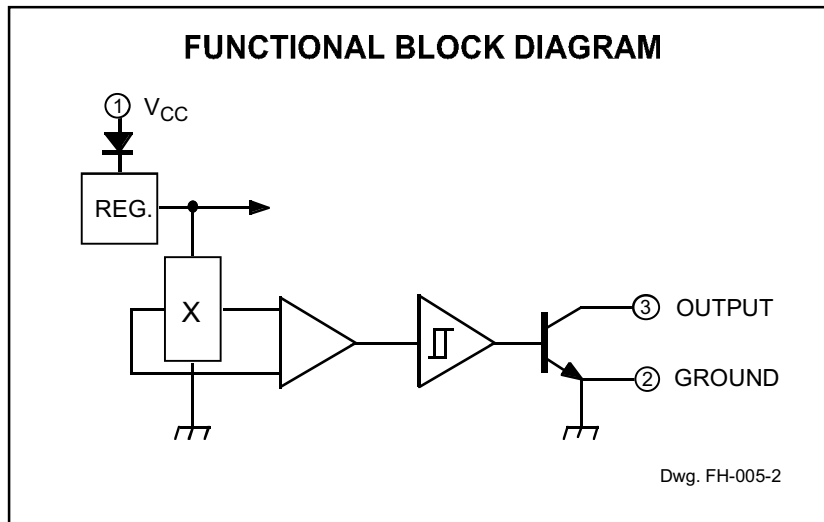 FUNCTIONAL BLOCK DIAGRAM
1 VCC
REG.
X
3 OUTPUT
2 GROUND
Dwg. FH-005-2